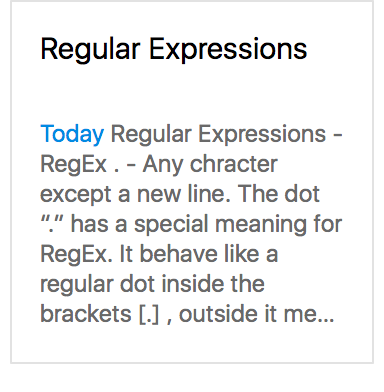 Regular Expressions
Today Regular Expressions -
RegEx . - Any chracter
except a new line. The dot
“.” has a special meaning for
RegEx. It behave like a
regular dot inside the
brackets [.] , outside it me...